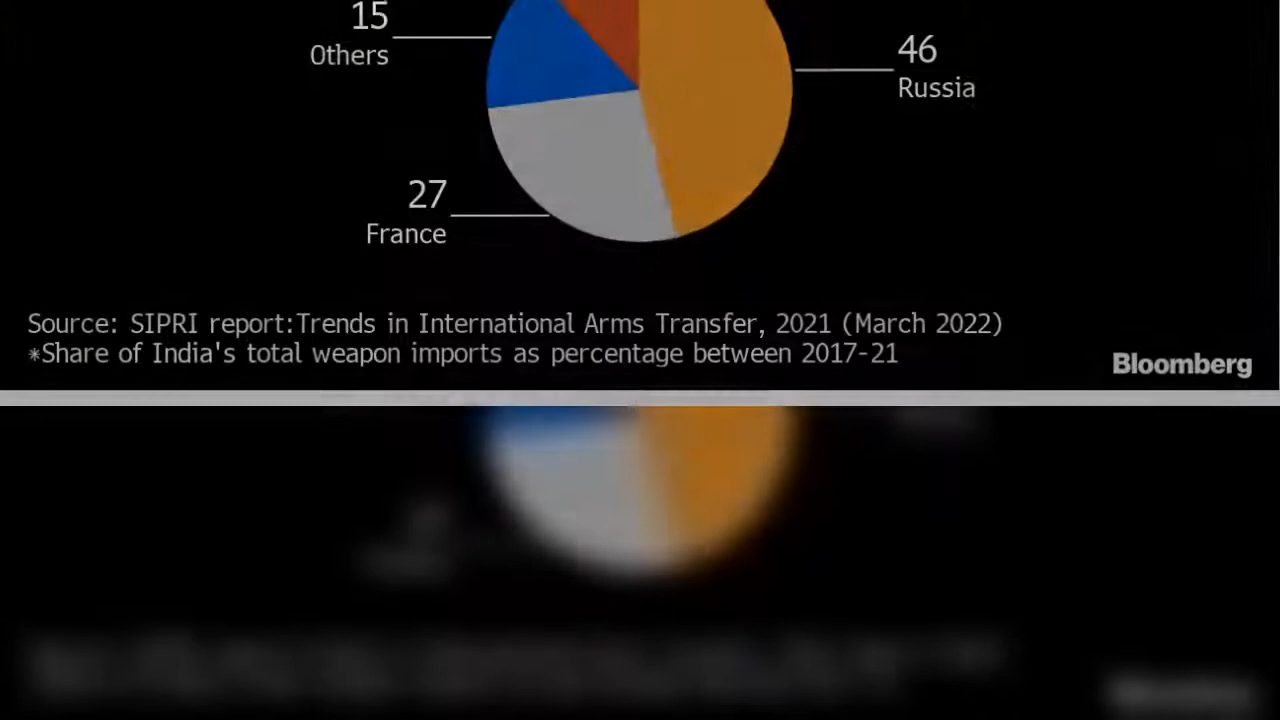 15
Others
46
Russia
27
France
Source: SIPRI report:Trends in International Arms Transfer, 2021 (March 2022)
*Share of India's total weapon imports as percentage between 2017-21
Bloomberg